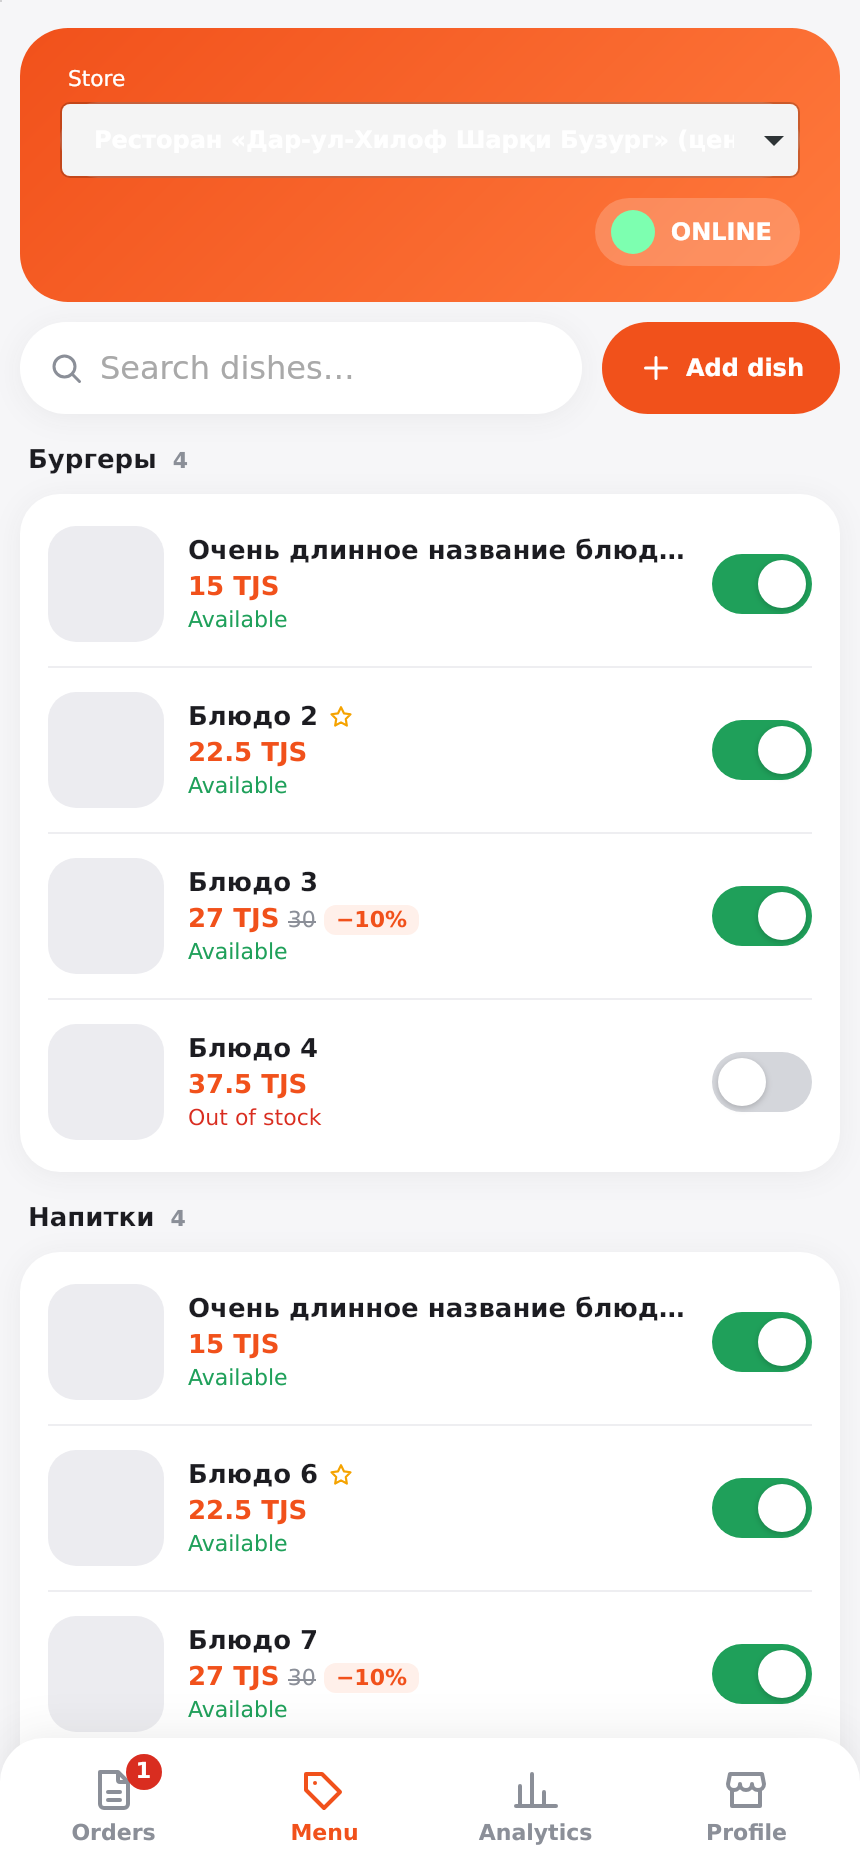 Store
Ресторан «Дар-ул-Хилоф Шарқи Бузург» (цен
ONLINE
Search dishes...
Add dish
Бургеры 4
Очень длинное название блюд...
15 TJS
Available
Блюдо 2
22.5 TJS
Available
Блюдо 3
27 TJS 30 −10%
Available
Блюдо 4
37.5 TJS
Out of stock
Напитки 4
Очень длинное название блюд...
15 TJS
Available
Блюдо 6
22.5 TJS
Available
Блюдо 7
27 TJS 30 −10%
Available
1
Orders Menu Analytics Profile